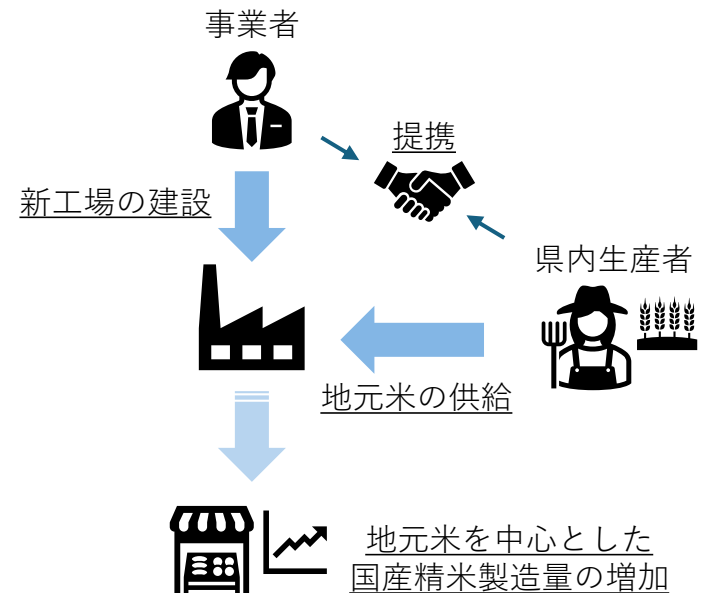 事業者
提携
新工場の建設
県内生産者
地元米の供給
地元米を中心とした
国産精米製造量の増加